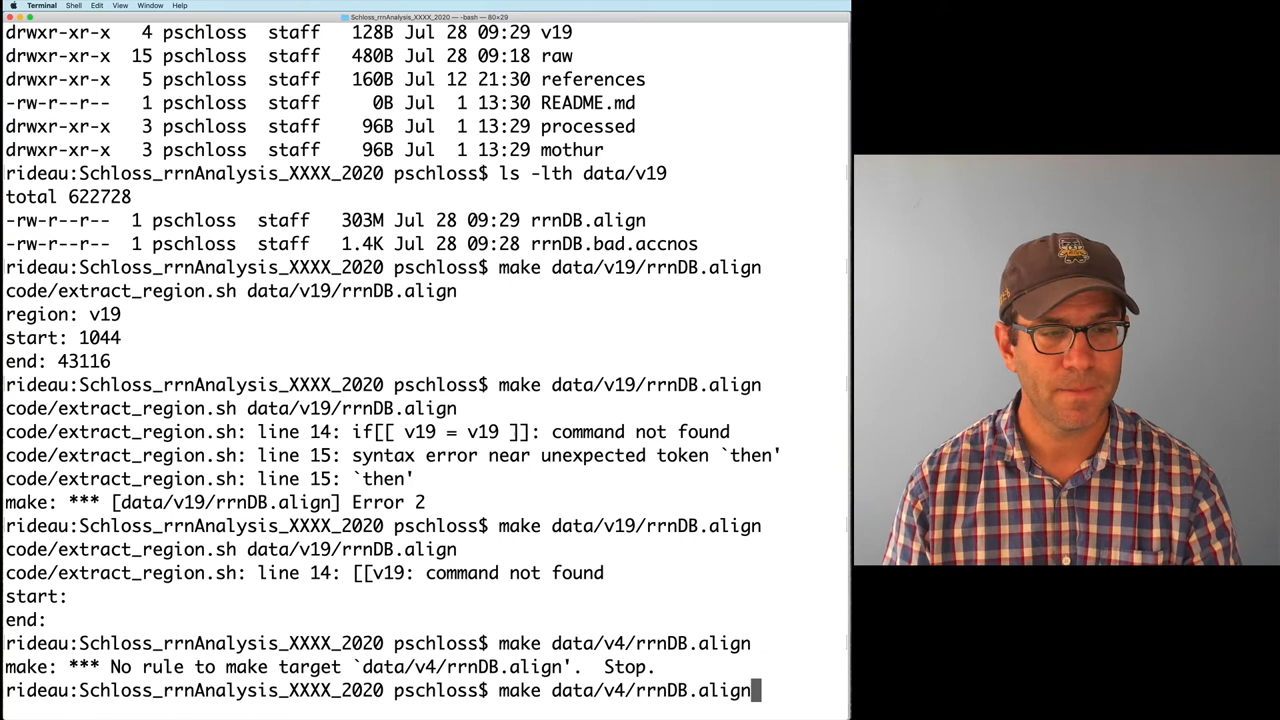 Terminal Shell Edit View Window Help
Schloss_rrnAnalysis_XXXX_2020 — -bash — 80×29
drwxr-xr-x 4 pschloss staff 128B Jul 28 09:29 v19
drwxr-xr-x 15 pschloss staff 480B Jul 28 09:18 raw
drwxr-xr-x 5 pschloss staff 160B Jul 12 21:30 references
-rw-r--r-- 1 pschloss staff 0B Jul 1 13:30 README.md
drwxr-xr-x 3 pschloss staff 96B Jul 1 13:29 processed
drwxr-xr-x 3 pschloss staff 96B Jul 1 13:29 mothur
rideau:Schloss_rrnAnalysis_XXXX_2020 pschloss$ ls -lth data/v19
total 622728
-rw-r--r-- 1 pschloss staff 303M Jul 28 09:29 rrnDB.align
-rw-r--r-- 1 pschloss staff 1.4K Jul 28 09:28 rrnDB.bad.accnos
rideau:Schloss_rrnAnalysis_XXXX_2020 pschloss$ make data/v19/rrnDB.align
code/extract_region.sh data/v19/rrnDB.align
region: v19
start: 1044
end: 43116
rideau:Schloss_rrnAnalysis_XXXX_2020 pschloss$ make data/v19/rrnDB.align
code/extract_region.sh data/v19/rrnDB.align
code/extract_region.sh: line 14: if[[ v19 = v19 ]]: command not found
code/extract_region.sh: line 15: syntax error near unexpected token `then'
code/extract_region.sh: line 15: `then'
make: *** [data/v19/rrnDB.align] Error 2
rideau:Schloss_rrnAnalysis_XXXX_2020 pschloss$ make data/v19/rrnDB.align
code/extract_region.sh data/v19/rrnDB.align
code/extract_region.sh: line 14: [[v19: command not found
start:
end:
rideau:Schloss_rrnAnalysis_XXXX_2020 pschloss$ make data/v4/rrnDB.align
make: *** No rule to make target `data/v4/rrnDB.align'. Stop.
rideau:Schloss_rrnAnalysis_XXXX_2020 pschloss$ make data/v4/rrnDB.align